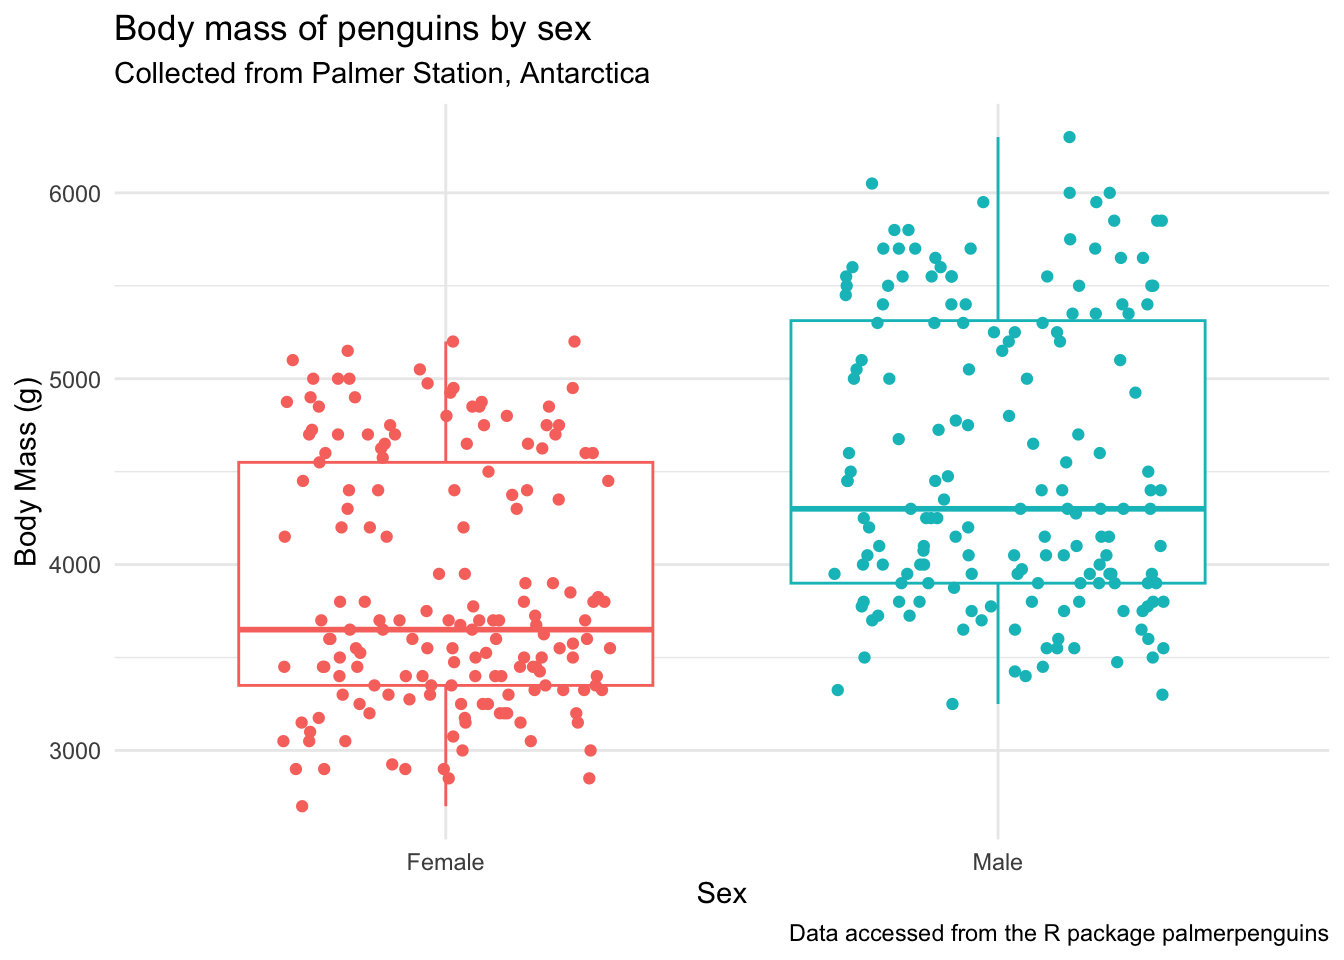 Body mass of penguins by sex
Collected from Palmer Station, Antarctica
Body Mass (g)
6000
5000
4000
3000
Female
Male
Sex
Data accessed from the R package palmerpenguins